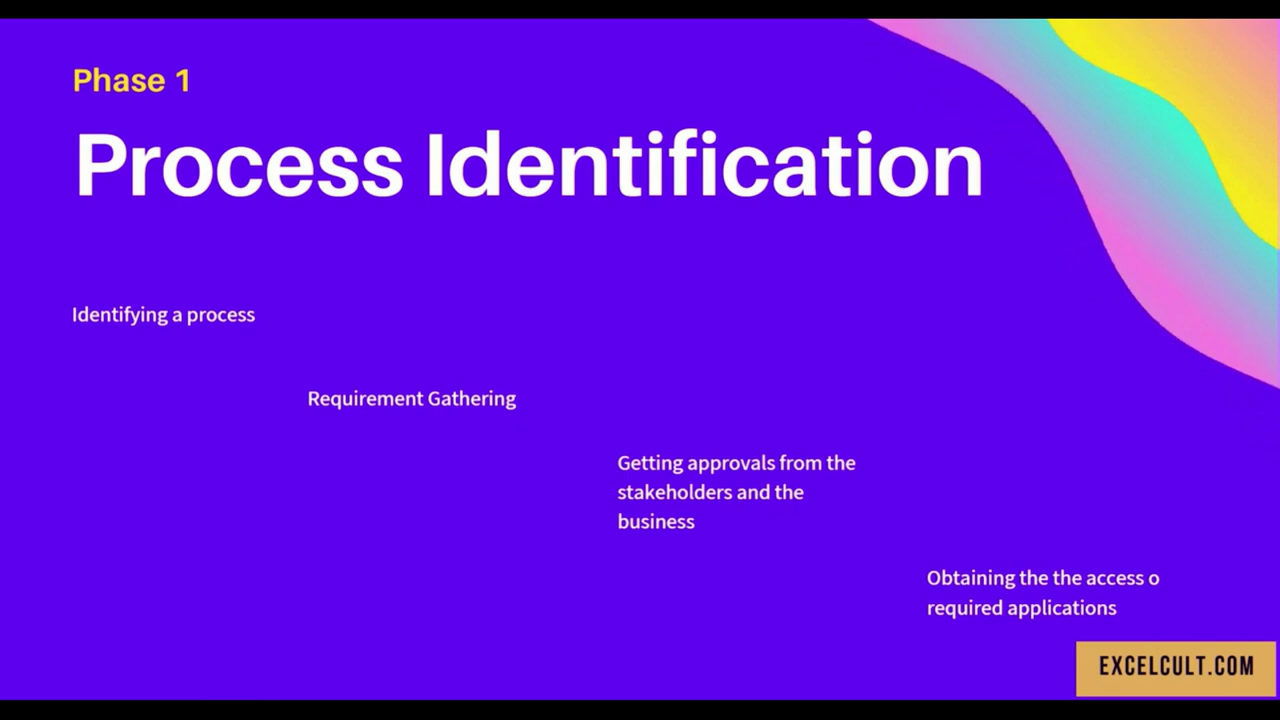 Phase 1
Process Identification
Identifying a process
Requirement Gathering
Getting approvals from the
stakeholders and the
business
Obtaining the the access o
required applications
EXCELCULT.COM